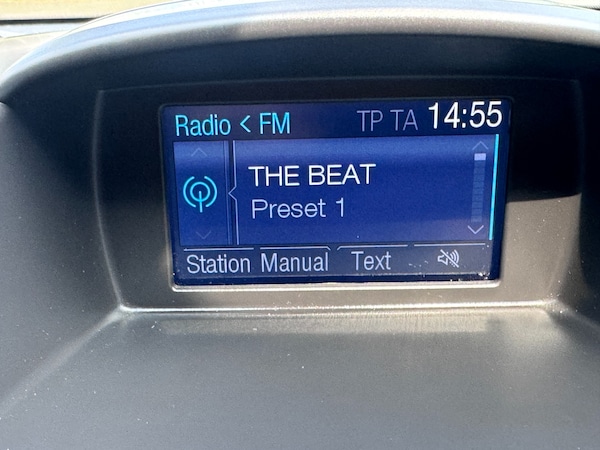 Radio < FM TP TA 14:55
THE BEAT
Preset 1
Station Manual Text